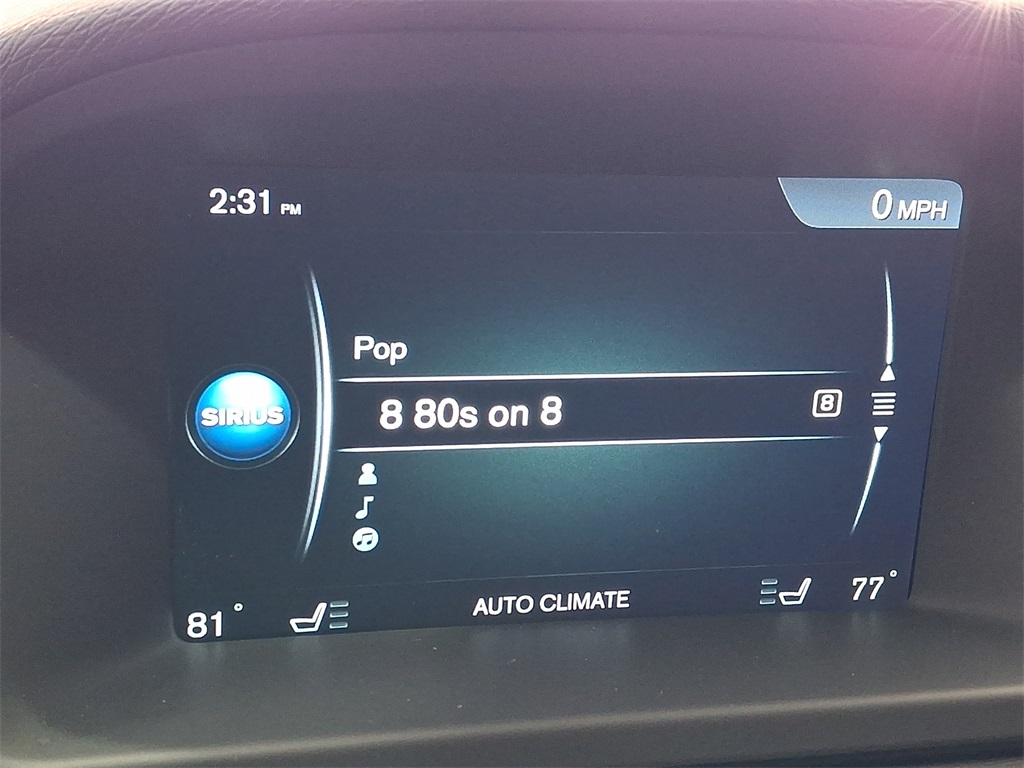 2:31 PM
0 MPH
Pop
SIRIUS
8 80s on 8
8
81°
AUTO CLIMATE
77°